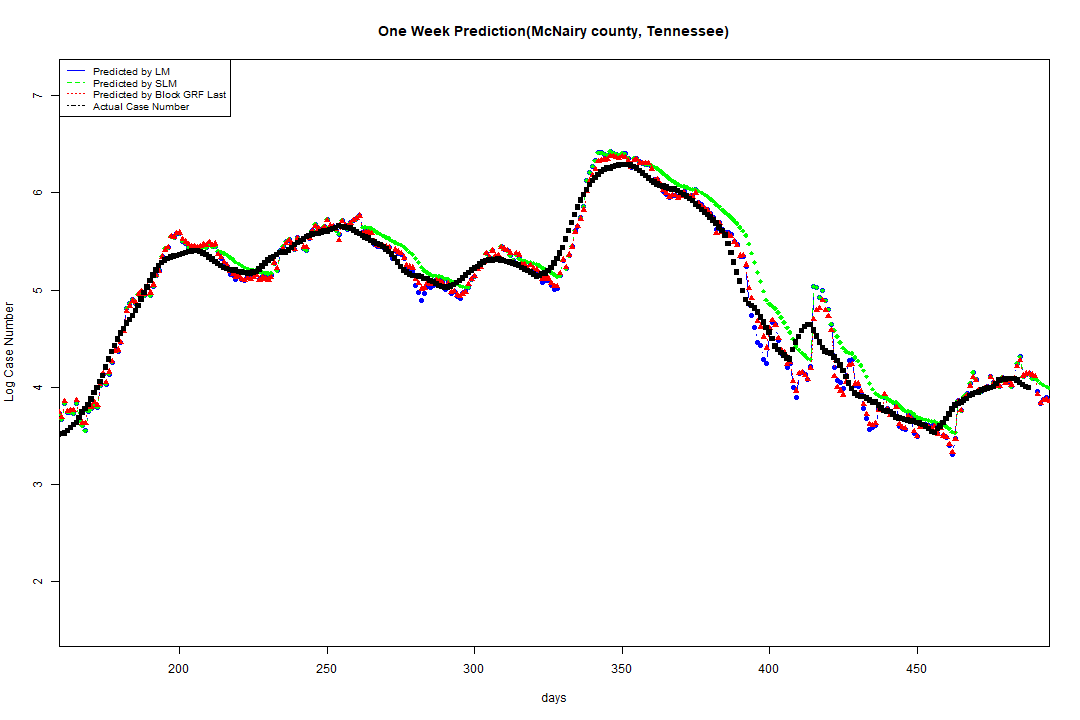 One Week Prediction(McNairy county, Tennessee)
Predicted by LM
Predicted by SLM
Predicted by Block GRF Last
Actual Case Number
7
6
5
4
3
2
Log Case Number
200 250 300 350 400 450
days